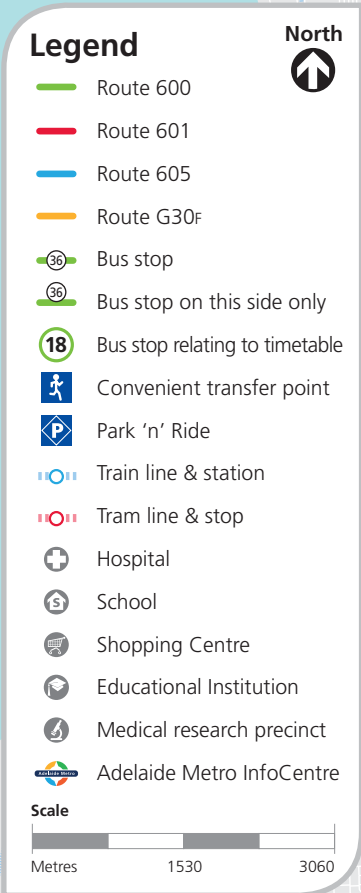 Legend
North
Route 600
Route 601
Route 605
Route G30F
36 Bus stop
36 Bus stop on this side only
18 Bus stop relating to timetable
Convenient transfer point
P Park ‘n’ Ride
Train line & station
Tram line & stop
Hospital
S School
Shopping Centre
Educational Institution
Medical research precinct
Adelaide Metro Adelaide Metro InfoCentre
Scale
Metres 1530 3060